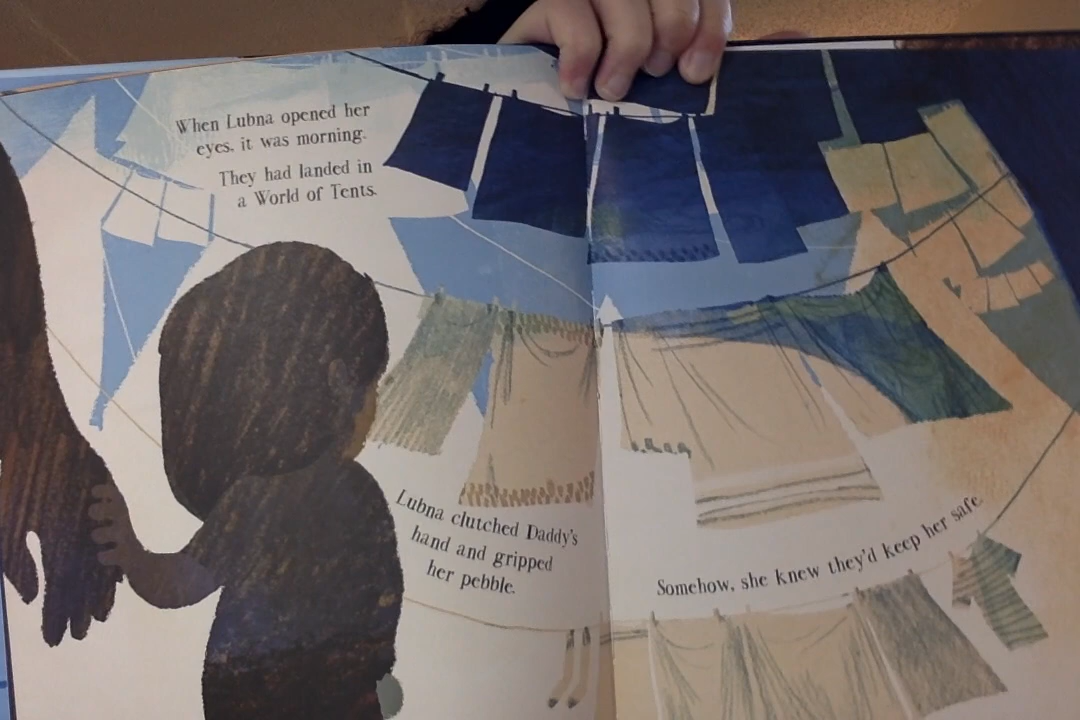 When Lubna opened her
eyes, it was morning.
They had landed in
a World of Tents.
Lubna clutched Daddy's
hand and gripped
her pebble.
Somehow, she knew they'd keep her safe.